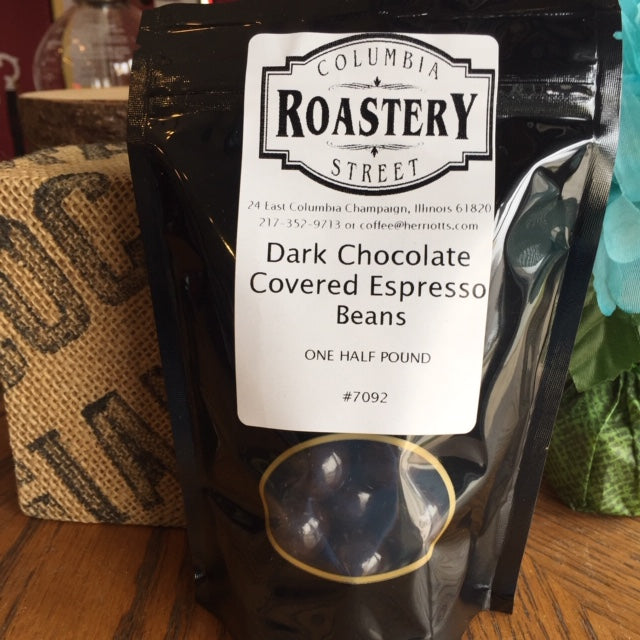 COLUMBIA
ROASTERY
STREET
24 East Columbia Champaign, Illinois 61820
217-352-9713 or coffee@herriotts.com
Dark Chocolate
Covered Espresso
Beans
ONE HALF POUND
#7092